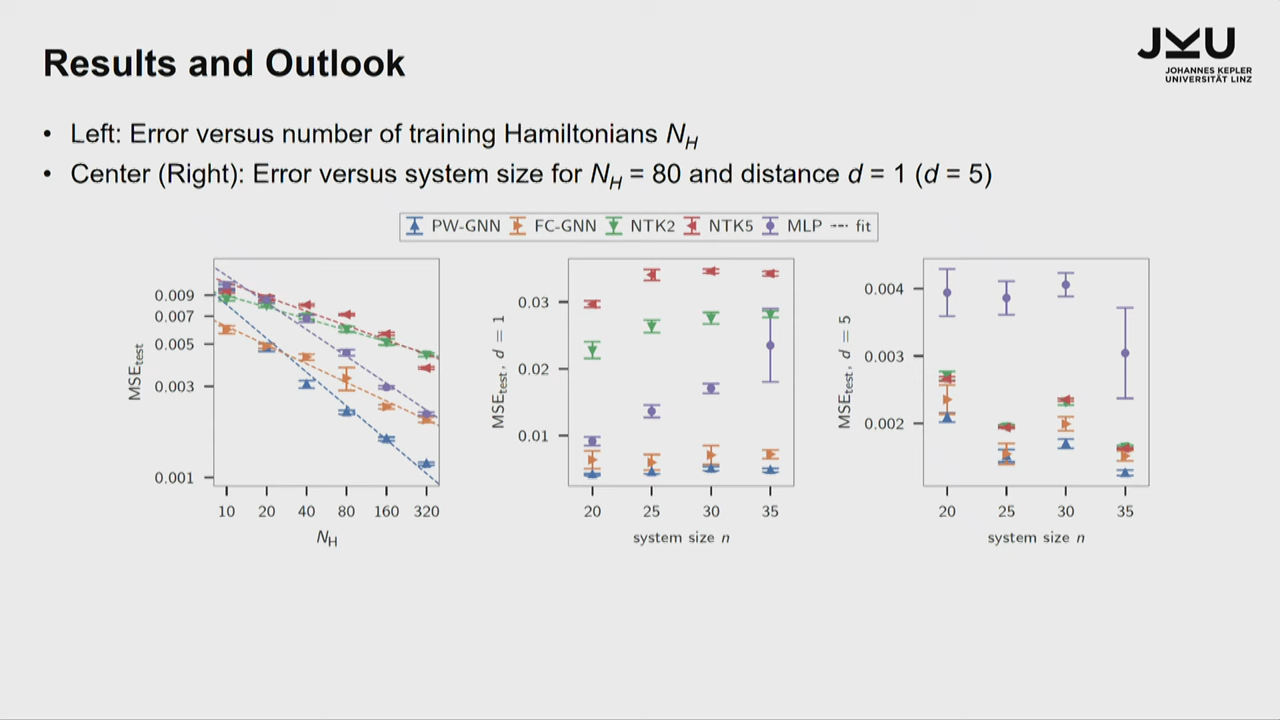 JKU
JOHANNES KEPLER
UNIVERSITÄT LINZ
Results and Outlook
• Left: Error versus number of training Hamiltonians N_H
• Center (Right): Error versus system size for N_H = 80 and distance d = 1 (d = 5)
PW-GNN FC-GNN NTK2 NTK5 MLP fit
MSE_test
0.009
0.007
0.005
0.003
0.001
10 20 40 80 160 320
N_H
MSE_test, d = 1
0.03
0.02
0.01
20 25 30 35
system size n
MSE_test, d = 5
0.004
0.003
0.002
20 25 30 35
system size n